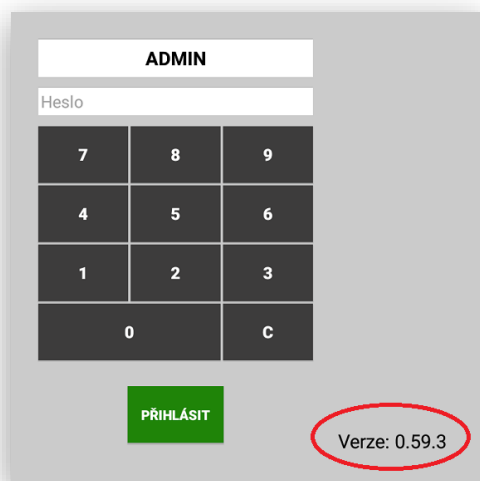 ADMIN
Heslo
7 8 9
4 5 6
1 2 3
0 C
PŘIHLÁSIT
Verze: 0.59.3